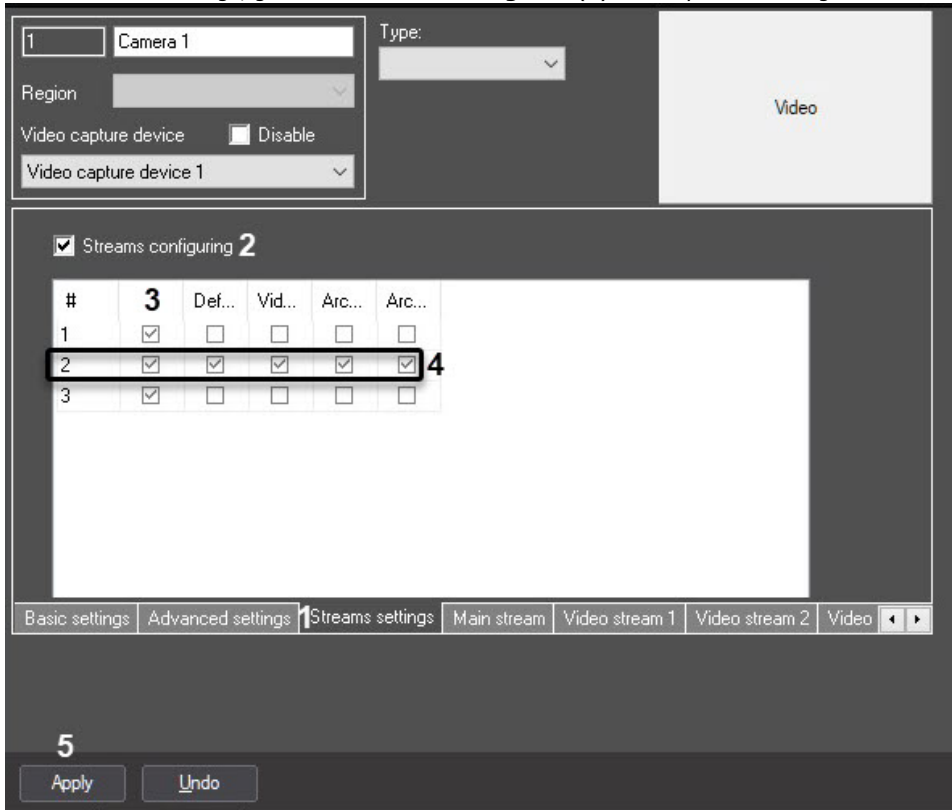 1 Camera 1
Type:
Region
Video
Video capture device Disable
Video capture device 1
Streams configuring 2
# 3 Def... Vid... Arc... Arc...
1
2 4
3
Basic settings Advanced settings 1 Streams settings Main stream Video stream 1 Video stream 2 Video
5
Apply Undo